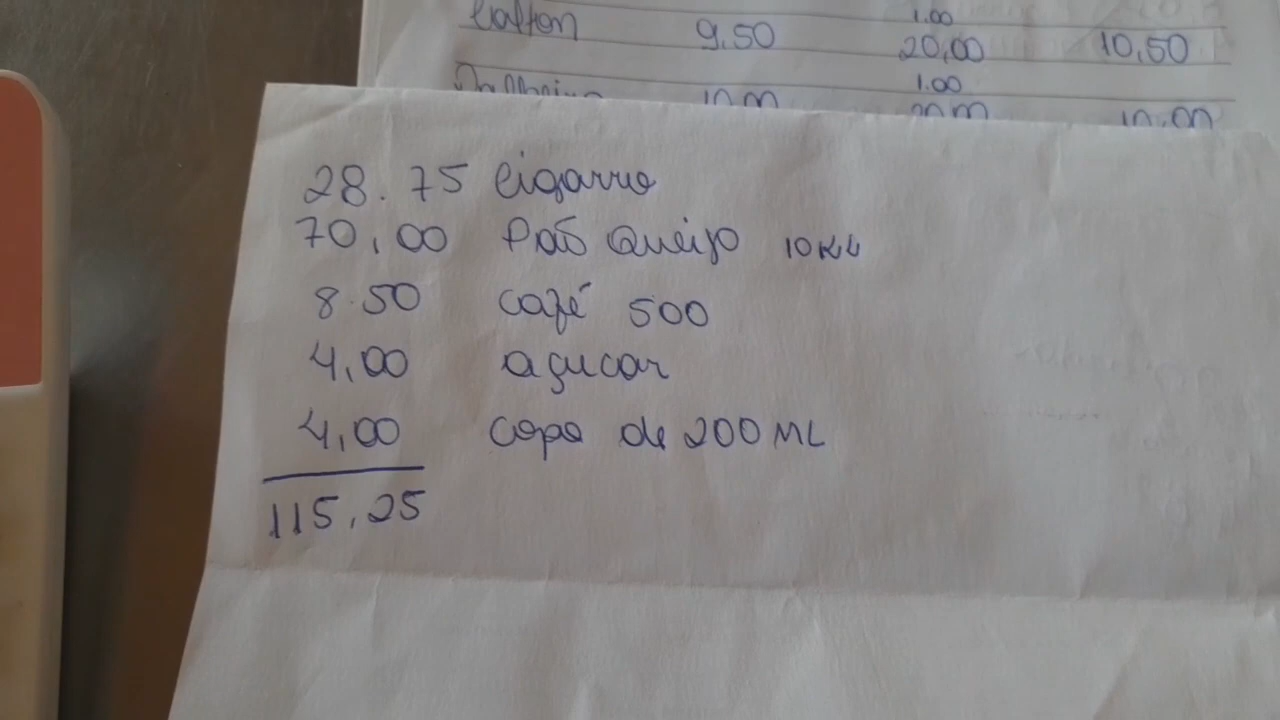 1.00
9,50 20,00 10,50
1.00
28.75 cigarro
70,00 Pão Queijo 10KG
8.50 café 500
4,00 açucar
4,00 copo de 200 ML
115,25